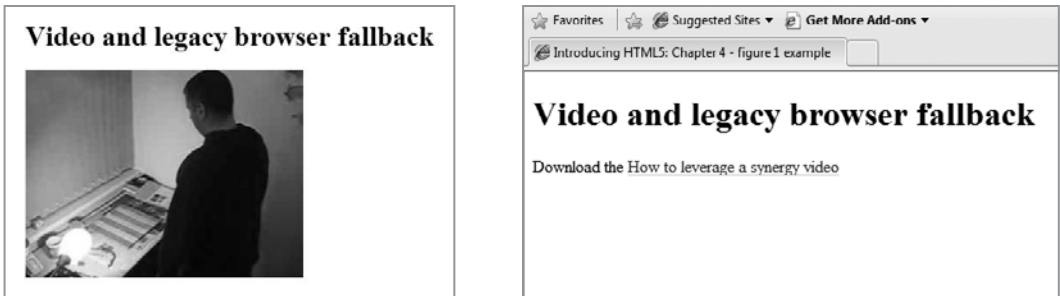 Video and legacy browser fallback
Favorites Suggested Sites ▾ Get More Add-ons ▾
Introducing HTML5: Chapter 4 - figure 1 example
Video and legacy browser fallback
Download the How to leverage a synergy video